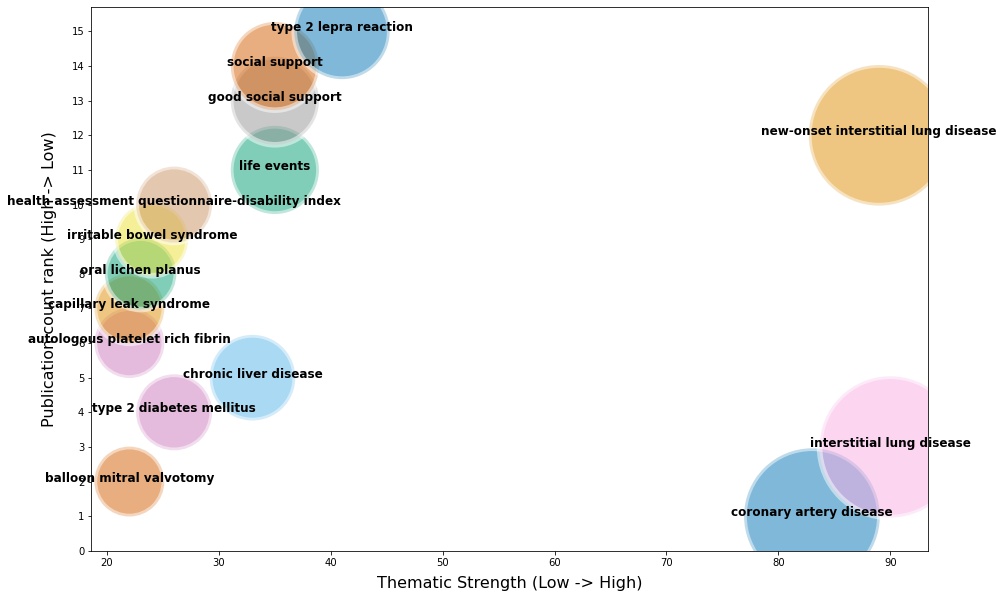 15
type 2 lepra reaction
14
social support
13
good social support
12
new-onset interstitial lung disease
11
life events
10
health assessment questionnaire-disability index
9
irritable bowel syndrome
8
oral lichen planus
7
capillary leak syndrome
6
autologous platelet rich fibrin
5
chronic liver disease
4
type 2 diabetes mellitus
3
interstitial lung disease
2
balloon mitral valvotomy
1
coronary artery disease
0
Publication count rank (High -> Low)
20 30 40 50 60 70 80 90
Thematic Strength (Low -> High)